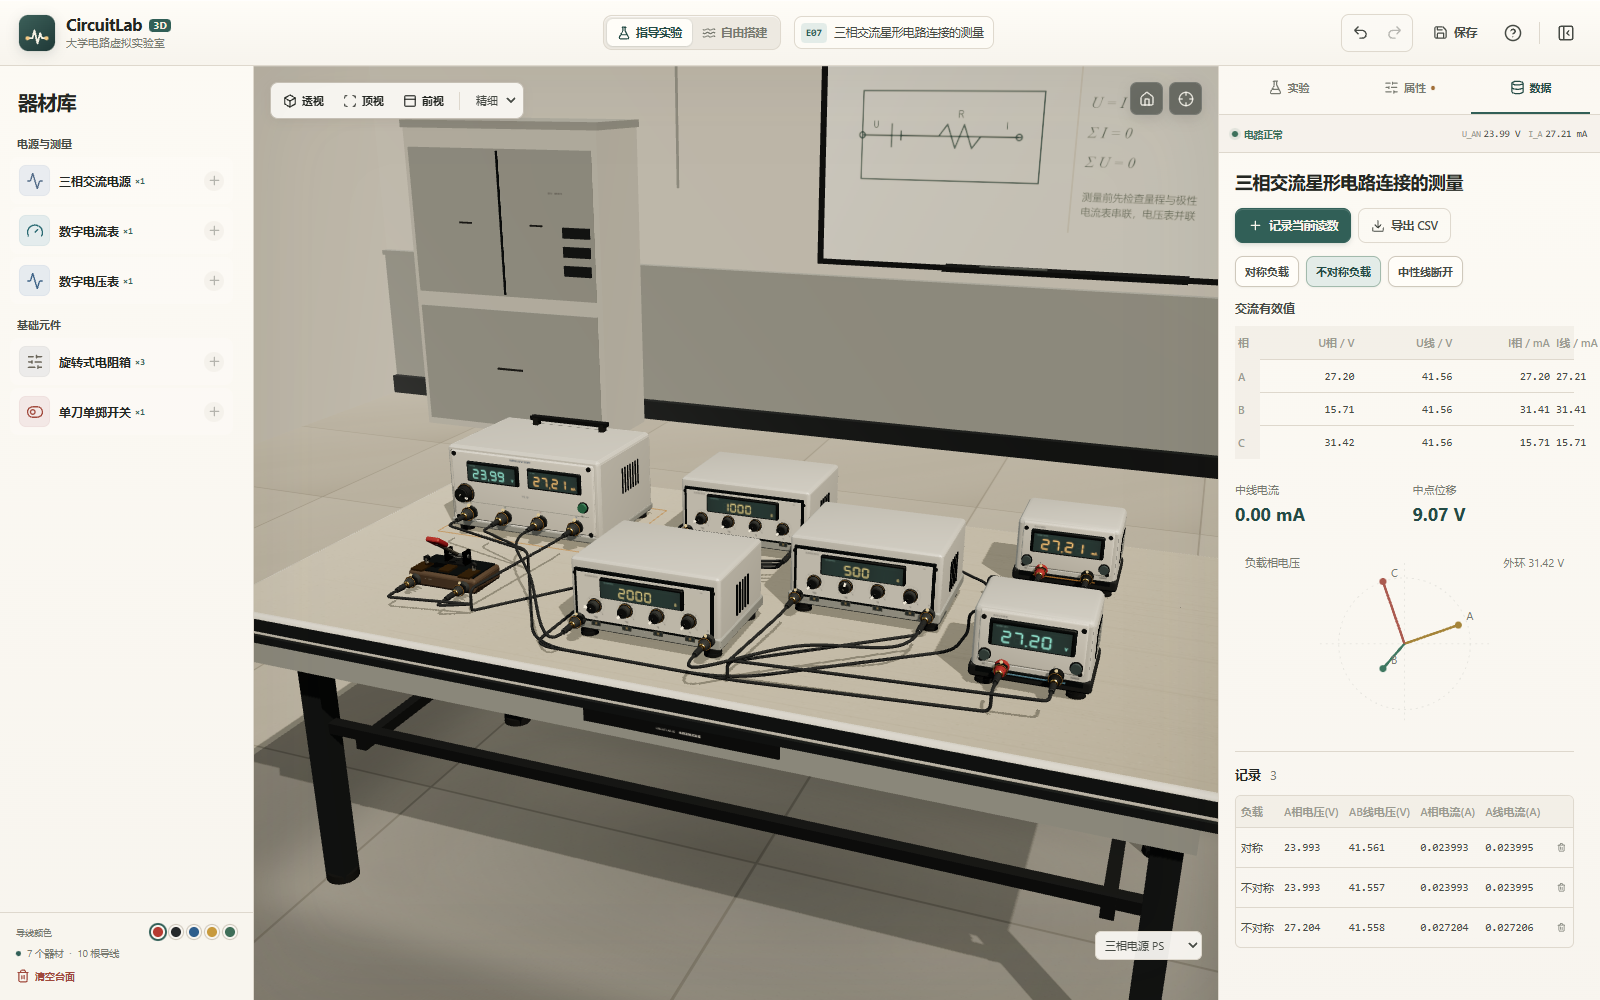 CircuitLab 3D
大学电路虚拟实验室
指导实验
自由搭建
E07 三相交流星形电路连接的测量
保存
器材库
电源与测量
三相交流电源 ×1
数字电流表 ×1
数字电压表 ×1
基础元件
旋转式电阻箱 ×3
单刀单掷开关 ×1
导线颜色
7 个器材 · 10 根导线
清空台面
透视
顶视
前视
精细
U
R
I
U = I
Σ I = 0
Σ U = 0
测量前先检查量程与极性
电流表串联，电压表并联
23.99
27.21
1000
500
2000
27.21
27.20
三相电源 PS
实验
属性
数据
电路正常
U_AN 23.99 V I_A 27.21 mA
三相交流星形电路连接的测量
记录当前读数
导出 CSV
对称负载
不对称负载
中性线断开
交流有效值
相 U相 / V U线 / V I相 / mA I线 / mA
A 27.20 41.56 27.20 27.21
B 15.71 41.56 31.41 31.41
C 31.42 41.56 15.71 15.71
中线电流
0.00 mA
中点位移
9.07 V
负载相电压
外环 31.42 V
C
A
B
记录 3
负载 A相电压(V) AB线电压(V) A相电流(A) A线电流(A)
对称 23.993 41.561 0.023993 0.023995
不对称 23.993 41.557 0.023993 0.023995
不对称 27.204 41.558 0.027204 0.027206